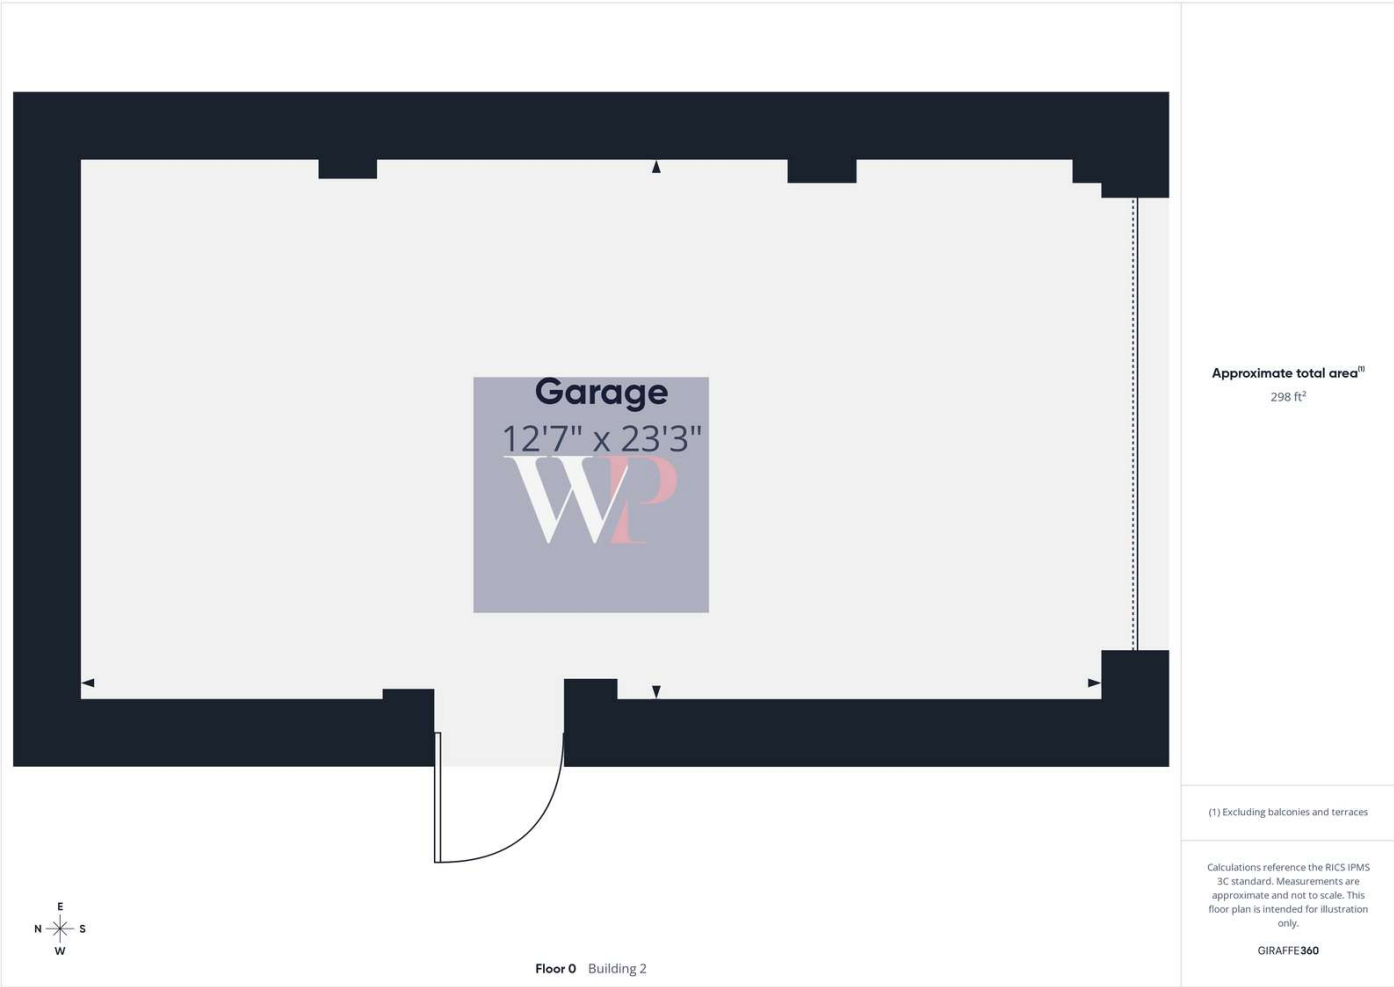 Garage
12'7" x 23'3"
WP
Approximate total area(1)
298 ft²
(1) Excluding balconies and terraces
Calculations reference the RICS IPMS
3C standard. Measurements are
approximate and not to scale. This
floor plan is intended for illustration
only.
GIRAFFE360
E
N S
W
Floor 0 Building 2